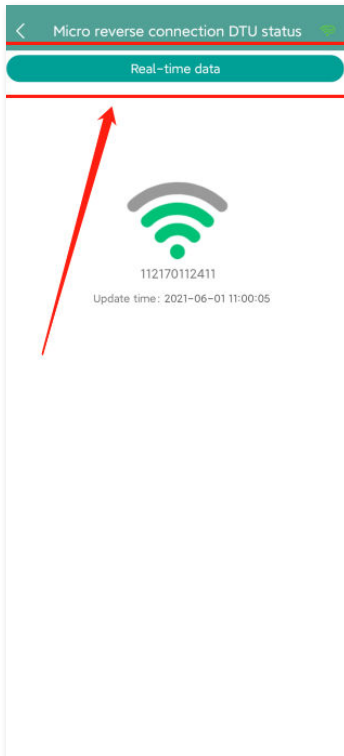 Micro reverse connection DTU status
Real-time data
112170112411
Update time: 2021-06-01 11:00:05